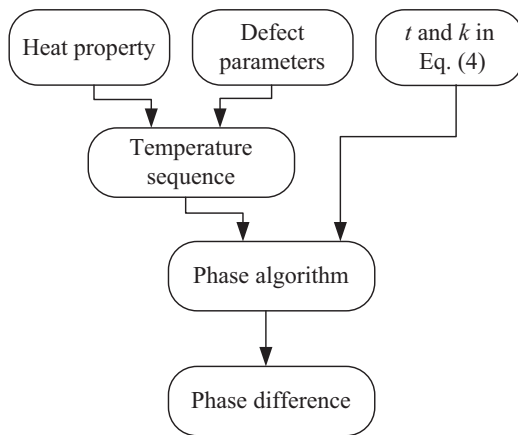 Heat property
Defect
parameters
t and k in
Eq. (4)
Temperature
sequence
Phase algorithm
Phase difference